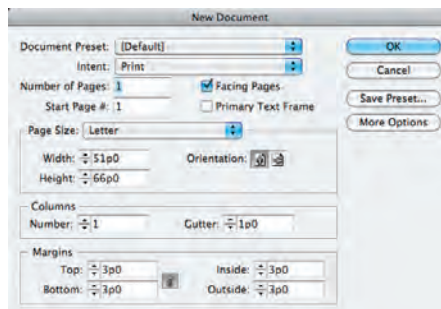 New Document
Document Preset: [Default]
Intent: Print
Number of Pages: 1 Facing Pages
Start Page #: 1 Primary Text Frame
Page Size: Letter
Width: 51p0 Orientation:
Height: 66p0
Columns
Number: 1 Gutter: 1p0
Margins
Top: 3p0 Inside: 3p0
Bottom: 3p0 Outside: 3p0
OK
Cancel
Save Preset...
More Options